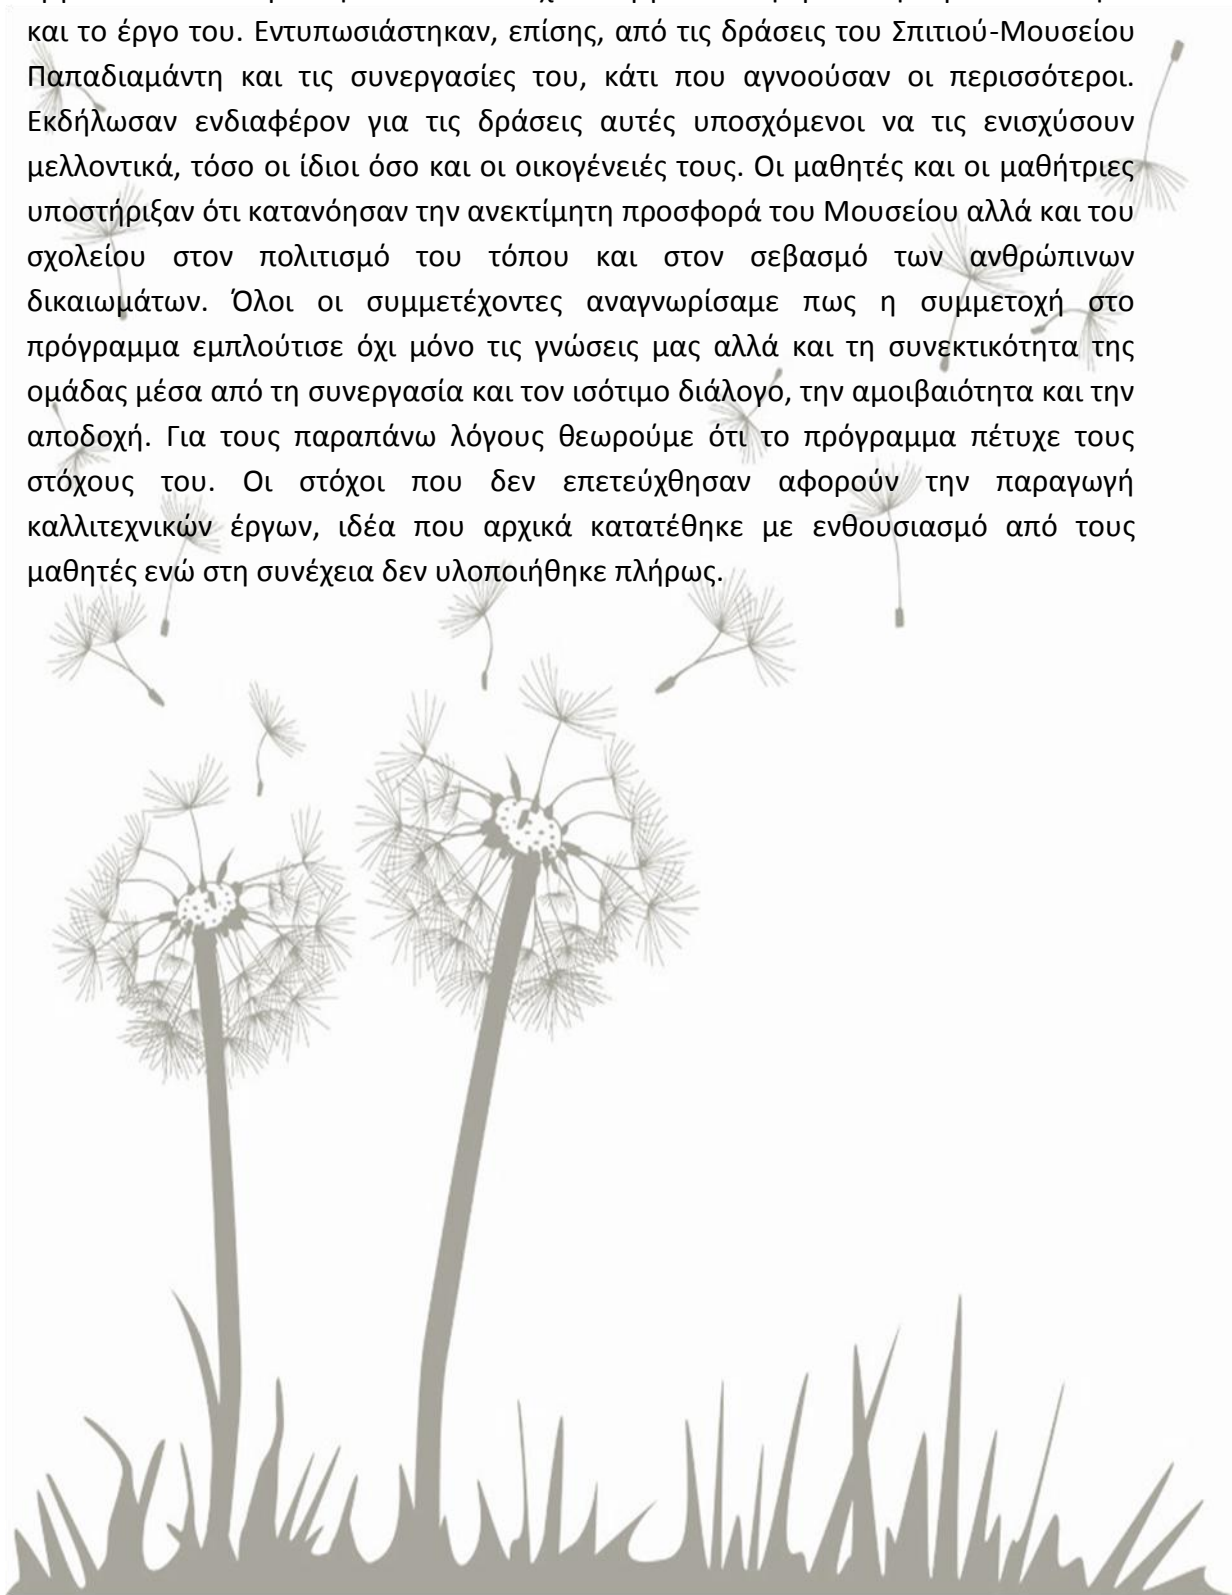 και το έργο του. Εντυπωσιάστηκαν, επίσης, από τις δράσεις του Σπιτιού-Μουσείου
Παπαδιαμάντη και τις συνεργασίες του, κάτι που αγνοούσαν οι περισσότεροι.
Εκδήλωσαν ενδιαφέρον για τις δράσεις αυτές υποσχόμενοι να τις ενισχύσουν
μελλοντικά, τόσο οι ίδιοι όσο και οι οικογένειές τους. Οι μαθητές και οι μαθήτριες
υποστήριξαν ότι κατανόησαν την ανεκτίμητη προσφορά του Μουσείου αλλά και του
σχολείου στον πολιτισμό του τόπου και στον σεβασμό των ανθρώπινων
δικαιωμάτων. Όλοι οι συμμετέχοντες αναγνωρίσαμε πως η συμμετοχή στο
πρόγραμμα εμπλούτισε όχι μόνο τις γνώσεις μας αλλά και τη συνεκτικότητα της
ομάδας μέσα από τη συνεργασία και τον ισότιμο διάλογο, την αμοιβαιότητα και την
αποδοχή. Για τους παραπάνω λόγους θεωρούμε ότι το πρόγραμμα πέτυχε τους
στόχους του. Οι στόχοι που δεν επετεύχθησαν αφορούν την παραγωγή
καλλιτεχνικών έργων, ιδέα που αρχικά κατατέθηκε με ενθουσιασμό από τους
μαθητές ενώ στη συνέχεια δεν υλοποιήθηκε πλήρως.